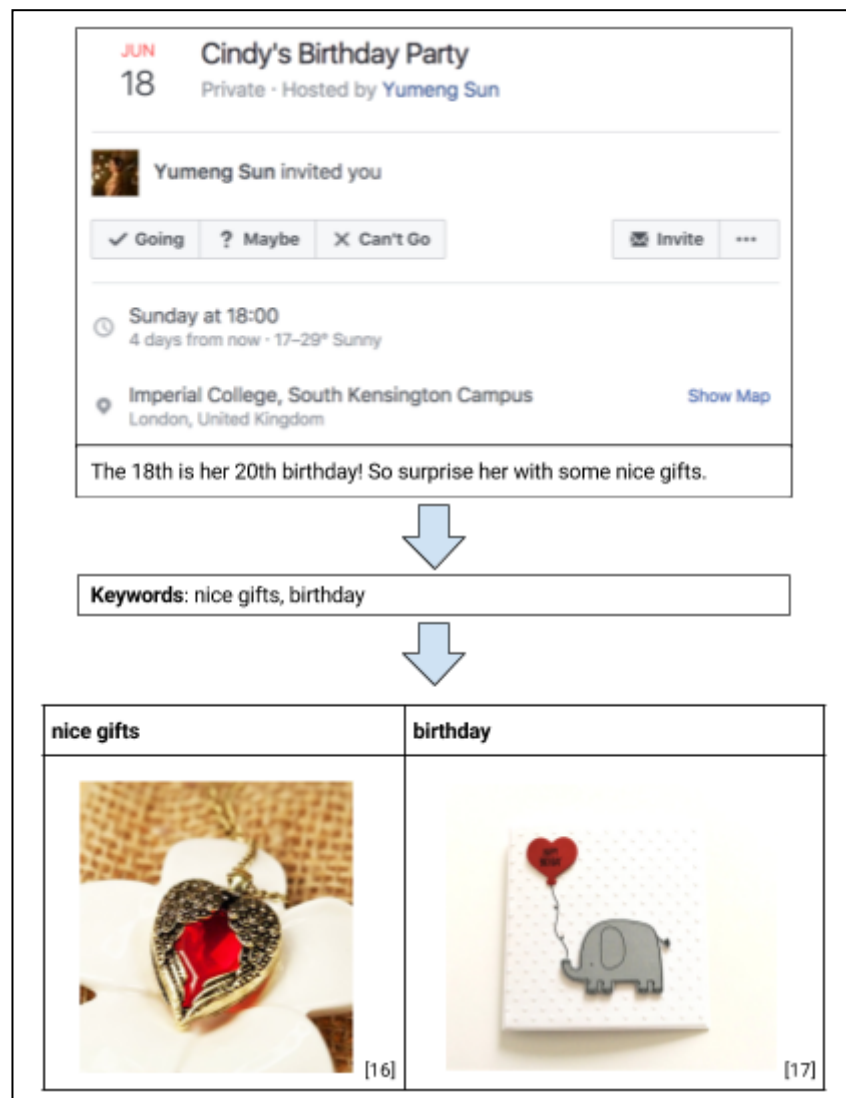 JUN
18
Cindy's Birthday Party
Private · Hosted by Yumeng Sun
Yumeng Sun invited you
✓ Going ? Maybe X Can't Go Invite ···
Sunday at 18:00
4 days from now · 17–29° Sunny
Imperial College, South Kensington Campus Show Map
London, United Kingdom
The 18th is her 20th birthday! So surprise her with some nice gifts.
Keywords: nice gifts, birthday
nice gifts birthday
[16] [17]